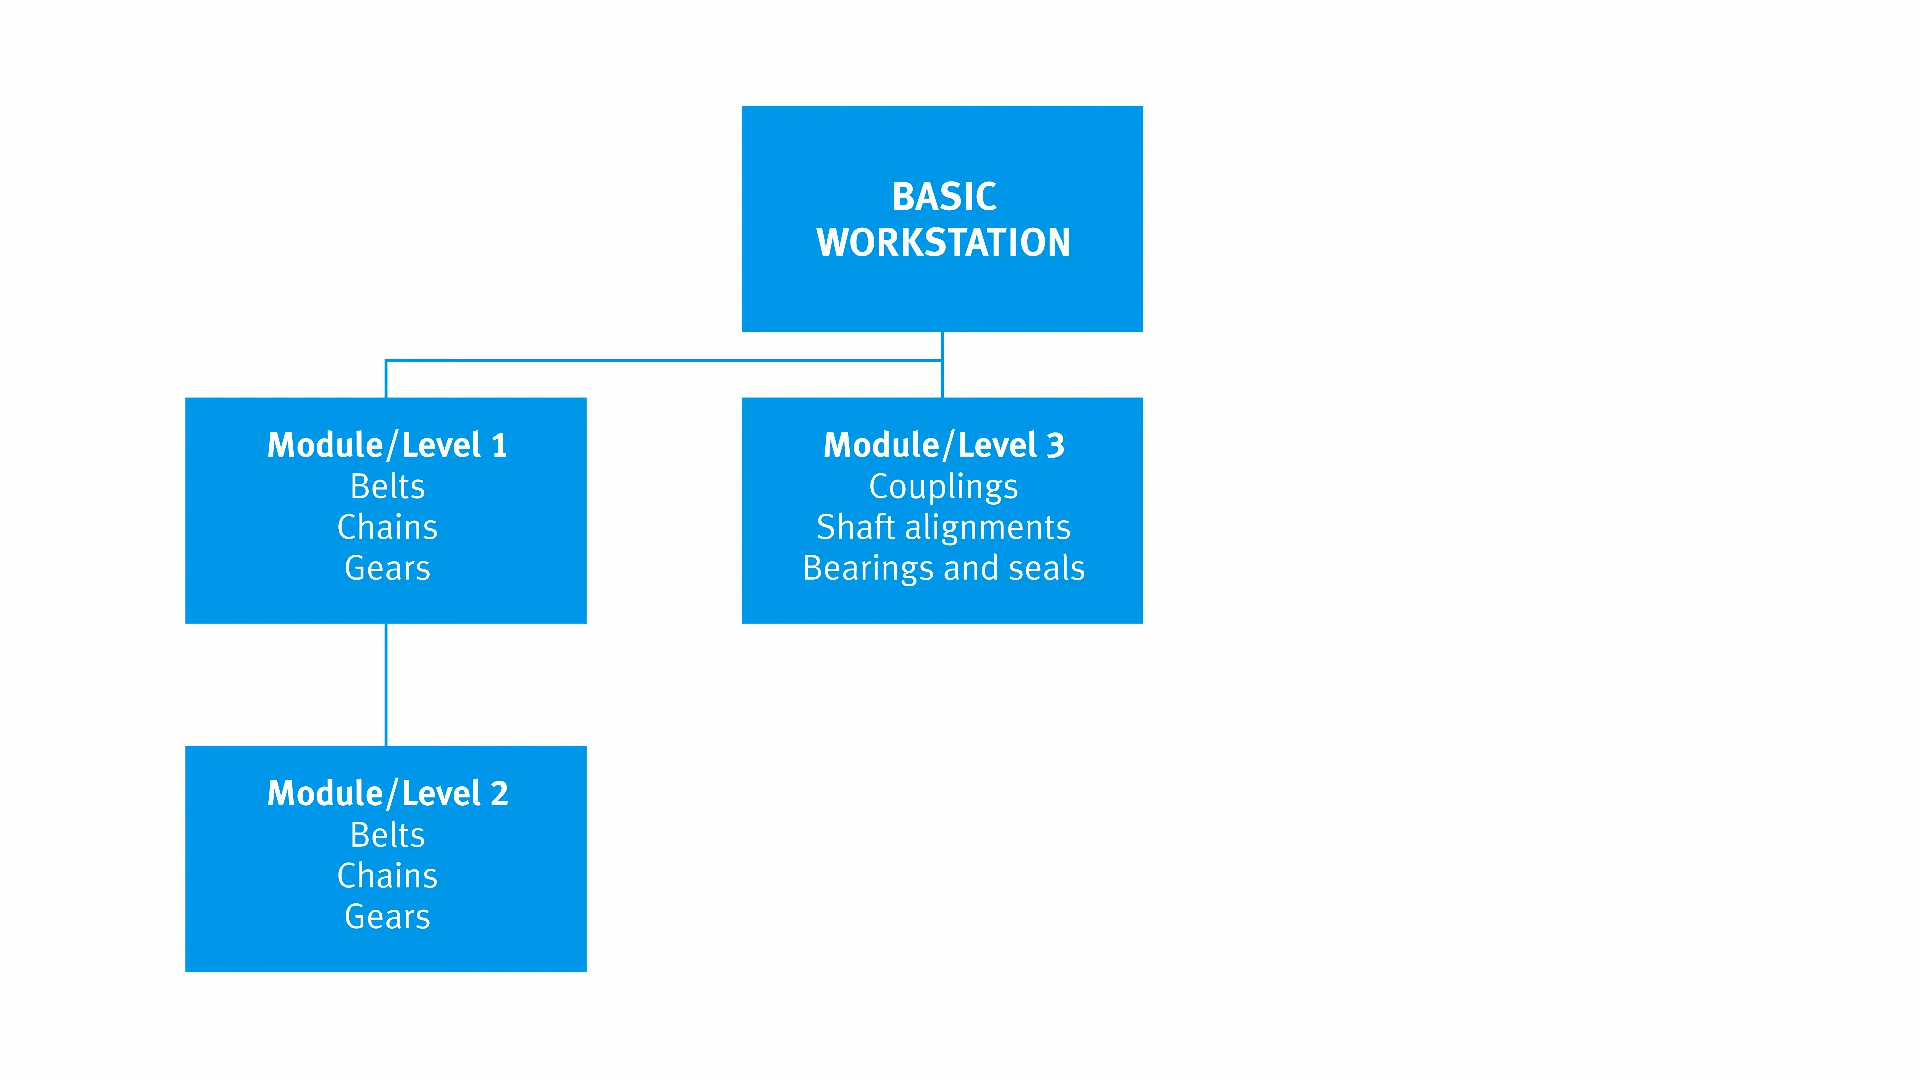 BASIC
WORKSTATION
Module/Level 1
Belts
Chains
Gears
Module/Level 3
Couplings
Shaft alignments
Bearings and seals
Module/Level 2
Belts
Chains
Gears